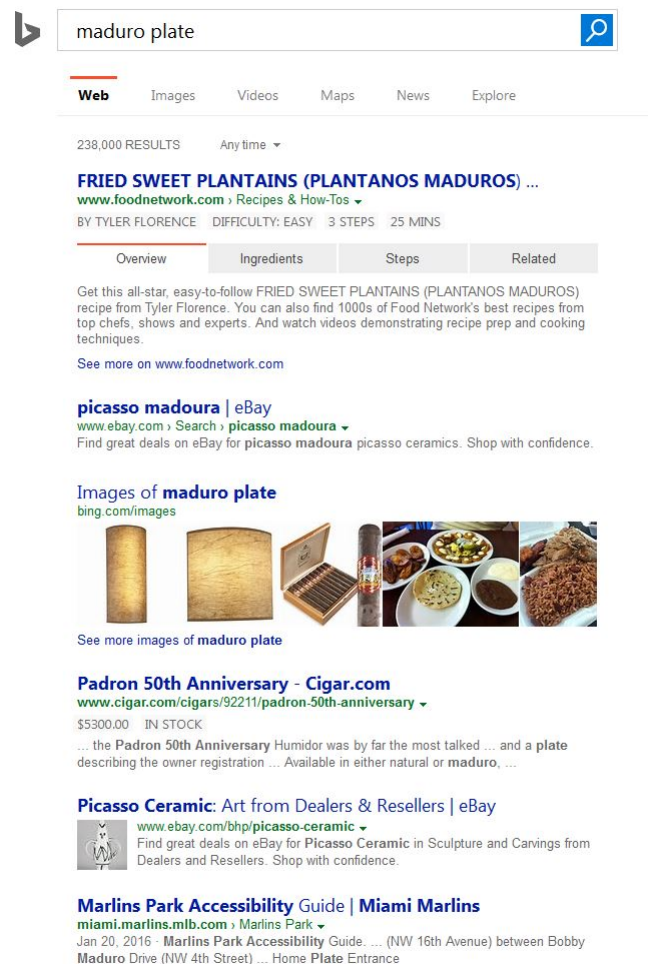 maduro plate
Web Images Videos Maps News Explore
238,000 RESULTS Any time
FRIED SWEET PLANTAINS (PLANTANOS MADUROS) ...
www.foodnetwork.com › Recipes & How-Tos
BY TYLER FLORENCE DIFFICULTY: EASY 3 STEPS 25 MINS
Overview Ingredients Steps Related
Get this all-star, easy-to-follow FRIED SWEET PLANTAINS (PLANTANOS MADUROS)
recipe from Tyler Florence. You can also find 1000s of Food Network's best recipes from
top chefs, shows and experts. And watch videos demonstrating recipe prep and cooking
techniques.
See more on www.foodnetwork.com
picasso madoura | eBay
www.ebay.com › Search › picasso madoura
Find great deals on eBay for picasso madoura picasso ceramics. Shop with confidence.
Images of maduro plate
bing.com/images
See more images of maduro plate
Padron 50th Anniversary - Cigar.com
www.cigar.com/cigars/92211/padron-50th-anniversary
$5300.00 IN STOCK
... the Padron 50th Anniversary Humidor was by far the most talked ... and a plate
describing the owner registration ... Available in either natural or maduro, ...
Picasso Ceramic: Art from Dealers & Resellers | eBay
www.ebay.com/bhp/picasso-ceramic
Find great deals on eBay for Picasso Ceramic in Sculpture and Carvings from
Dealers and Resellers. Shop with confidence.
Marlins Park Accessibility Guide | Miami Marlins
miami.marlins.mlb.com › Marlins Park
Jan 20, 2016 · Marlins Park Accessibility Guide. ... (NW 16th Avenue) between Bobby
Maduro Drive (NW 4th Street) ... Home Plate Entrance